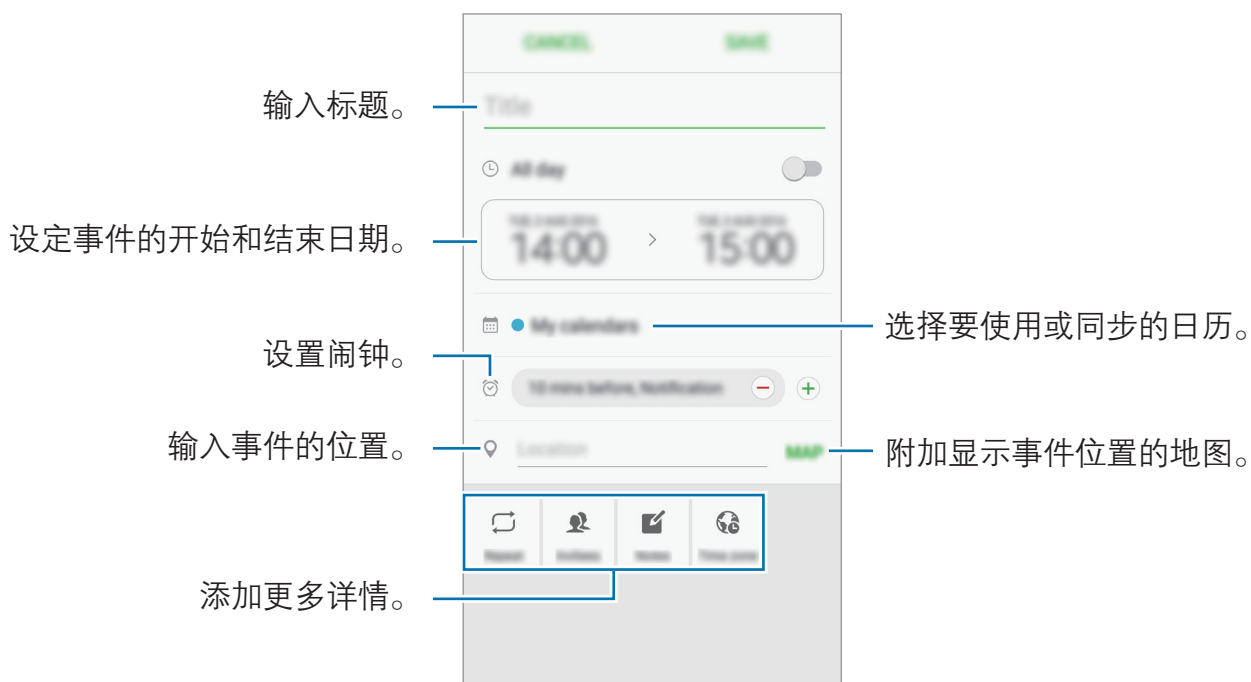 CANCEL SAVE
输入标题。
Title
All day
设定事件的开始和结束日期。
14:00 15:00
My calendars
选择要使用或同步的日历。
设置闹钟。
10 mins before, Notification
输入事件的位置。
Location
MAP
附加显示事件位置的地图。
Repeat Invitees Notes Time zone
添加更多详情。